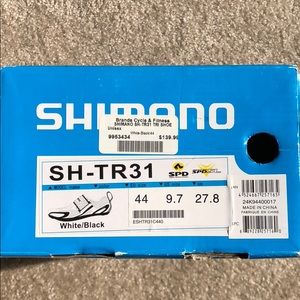 SHIMANO
Brands Cycle & Fitness
SHIMANO SH-TR31 TRI SHOE
Unisex
White/Black/44
9953434 $139.99
SH-TR31
SPD SPD-SL
44 9.7 27.8
White/Black
ESHTR31C440
24K94400017
MADE IN CHINA
FABRIQUE EN CHINE